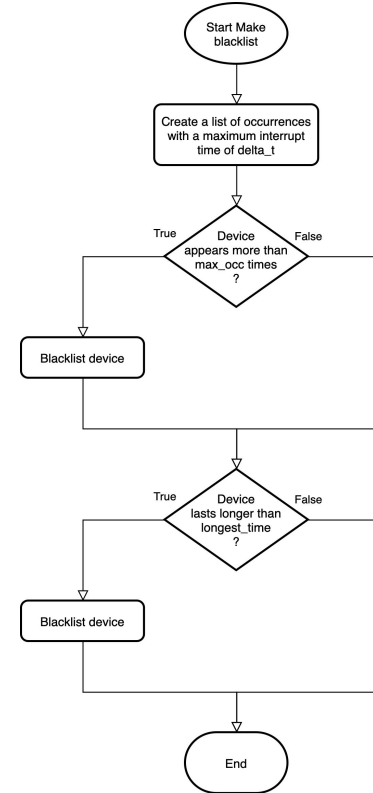 Start Make
blacklist
Create a list of occurrences
with a maximum interrupt
time of delta_t
True
Device
appears more than
max_occ times
?
False
Blacklist device
True
Device
lasts longer than
longest_time
?
False
Blacklist device
End